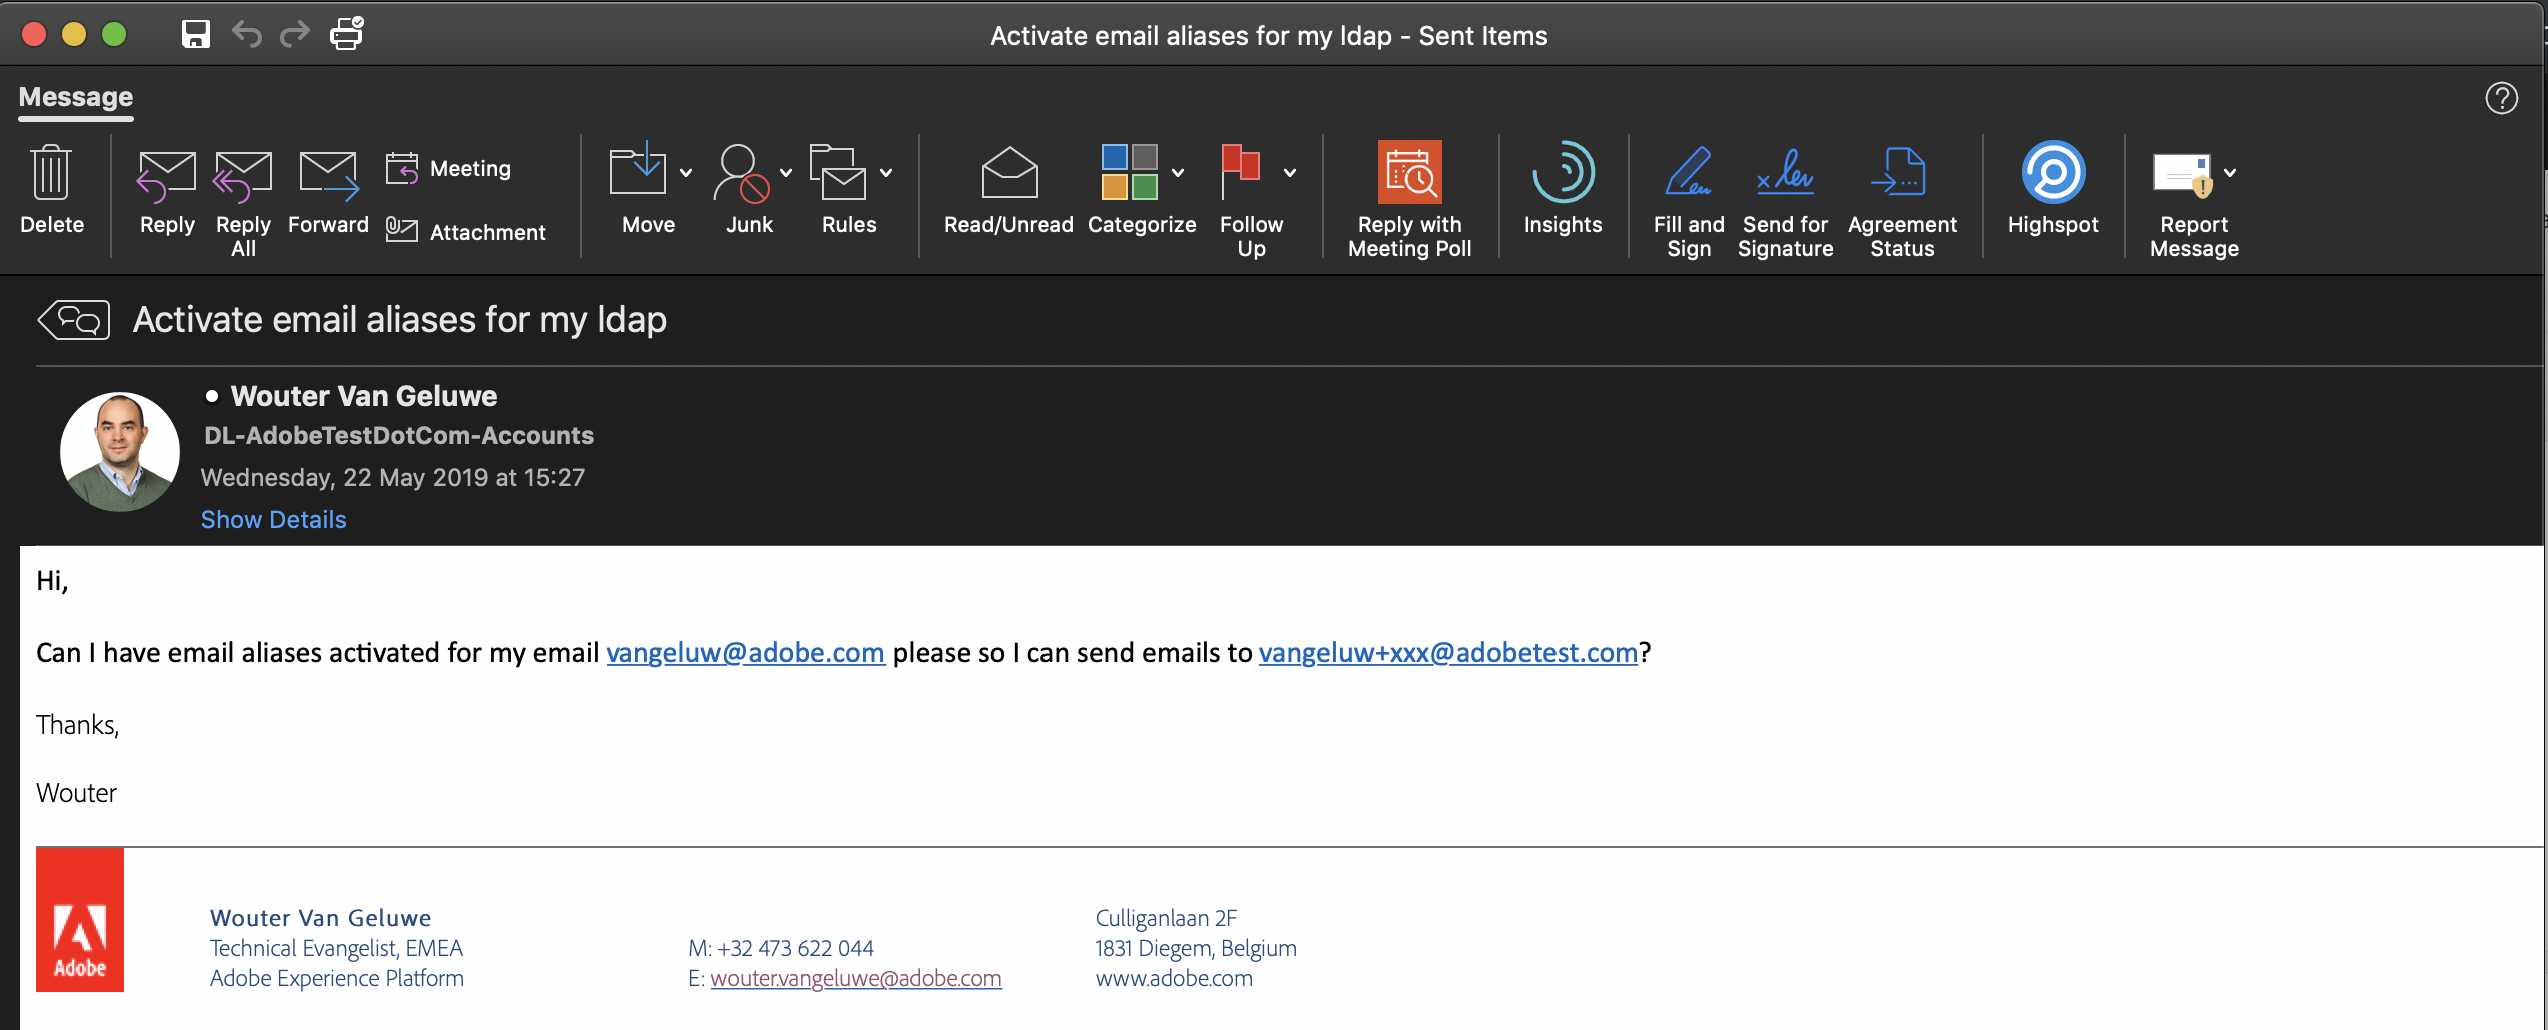 Activate email aliases for my ldap - Sent Items
Message
Delete
Reply
Reply All
Forward
Meeting
Attachment
Move
Junk
Rules
Read/Unread
Categorize
Follow Up
Reply with Meeting Poll
Insights
Fill and Sign
Send for Signature
Agreement Status
Highspot
Report Message
Activate email aliases for my ldap
Wouter Van Geluwe
DL-AdobeTestDotCom-Accounts
Wednesday, 22 May 2019 at 15:27
Show Details
Hi,
Can I have email aliases activated for my email vangeluw@adobe.com please so I can send emails to vangeluw+xxx@adobetest.com?
Thanks,
Wouter
Adobe
Wouter Van Geluwe
Technical Evangelist, EMEA
Adobe Experience Platform
M: +32 473 622 044
E: woutervangeluwe@adobe.com
Culliganlaan 2F
1831 Diegem, Belgium
www.adobe.com